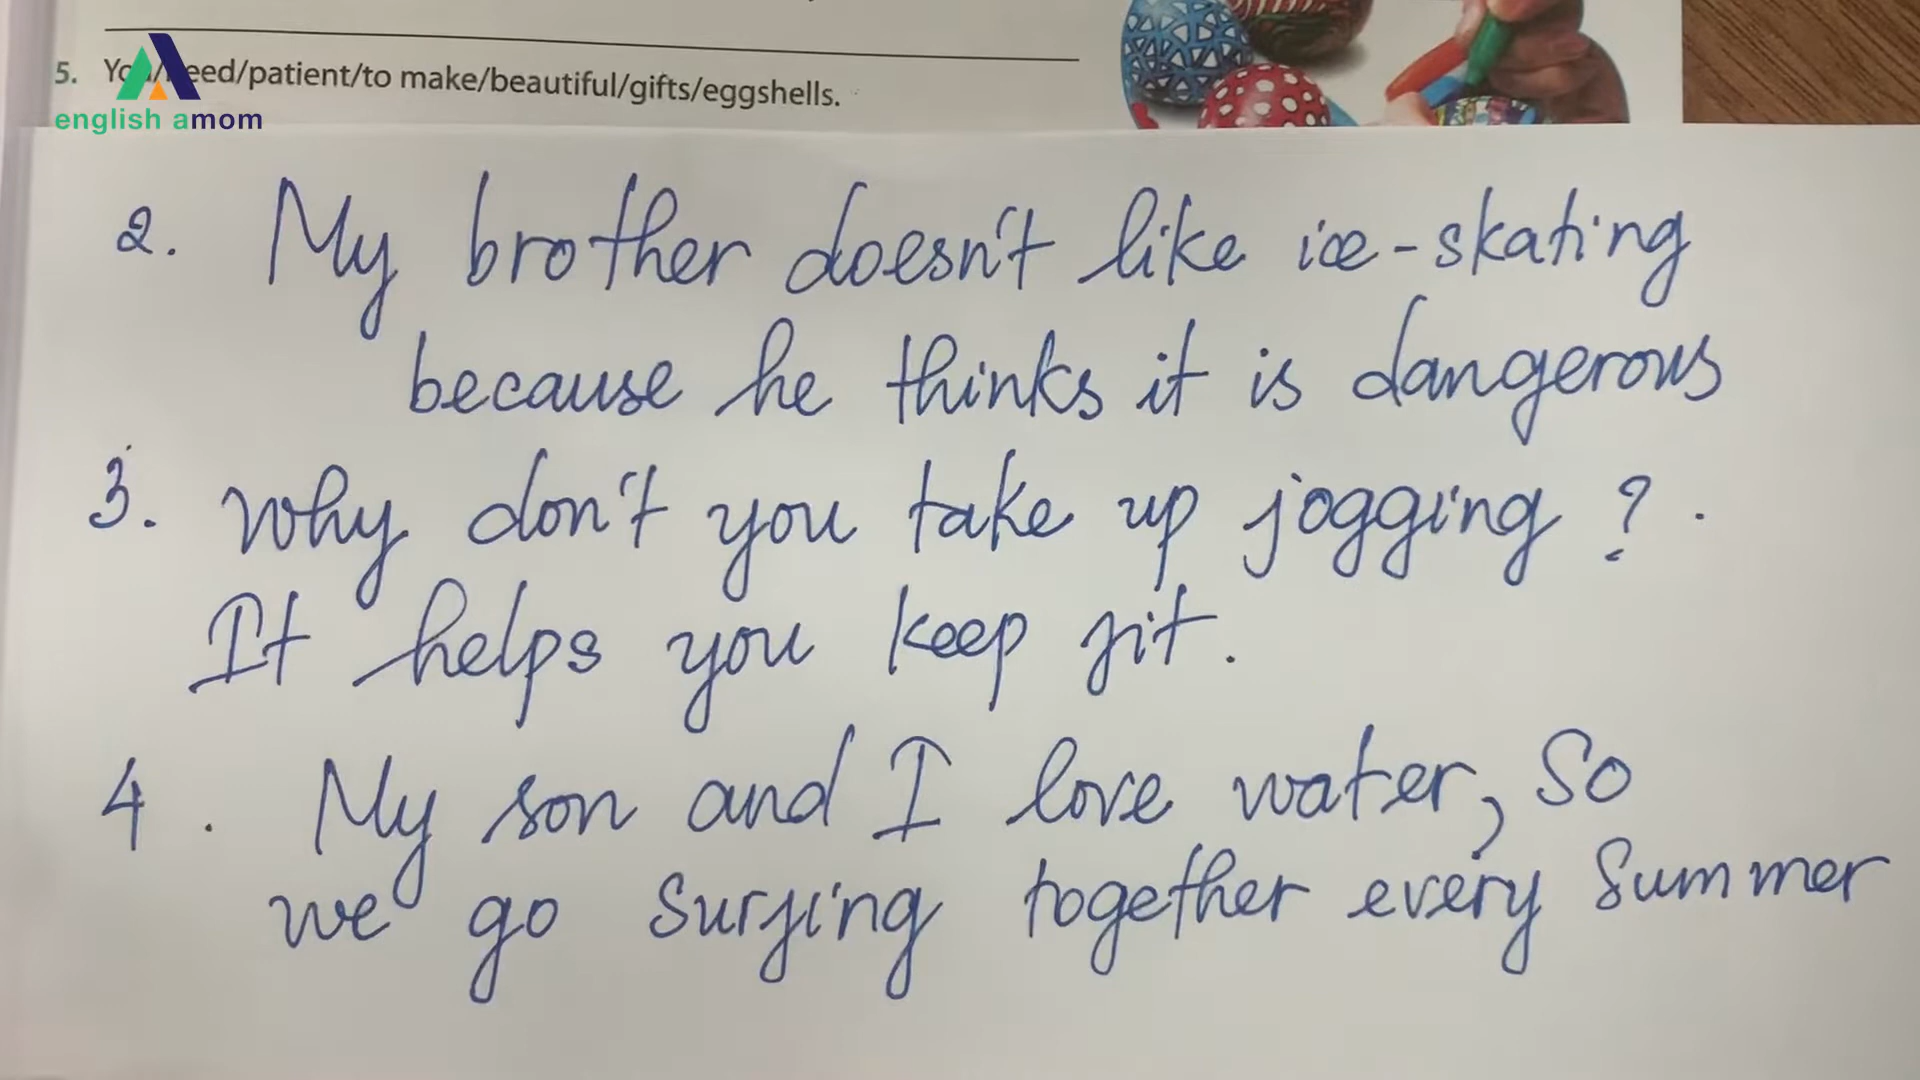 5. You/need/patient/to make/beautiful/gifts/eggshells.
english amom
2. My brother doesn't like ice-skating
because he thinks it is dangerous
3. Why don't you take up jogging?.
It helps you keep fit.
4. My son and I love water, So
we go surfing together every Summer